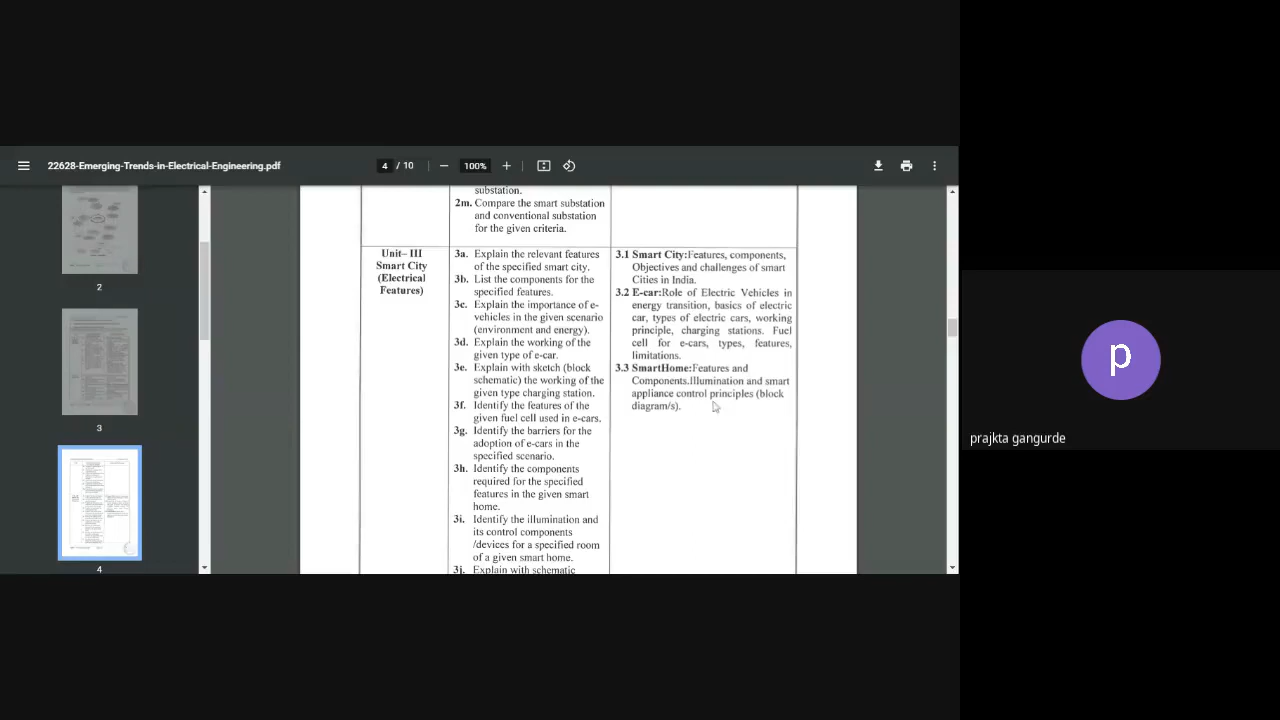 22628-Emerging-Trends-in-Electrical-Engineering.pdf
4 / 10
100%
2
3
4
substation.
2m. Compare the smart substation
and conventional substation
for the given criteria.
Unit– III
Smart City
(Electrical
Features)
3a. Explain the relevant features
of the specified smart city.
3b. List the components for the
specified features.
3c. Explain the importance of e-
vehicles in the given scenario
(environment and energy).
3d. Explain the working of the
given type of e-car.
3e. Explain with sketch (block
schematic) the working of the
given type charging station.
3f. Identify the features of the
given fuel cell used in e-cars.
3g. Identify the barriers for the
adoption of e-cars in the
specified scenario.
3h. Identify the components
required for the specified
features in the given smart
home.
3i. Identify the illumination and
its control components
/devices for a specified room
of a given smart home.
3j. Explain with schematic
3.1 Smart City:Features, components,
Objectives and challenges of smart
Cities in India.
3.2 E-car:Role of Electric Vehicles in
energy transition, basics of electric
car, types of electric cars, working
principle, charging stations. Fuel
cell for e-cars, types, features,
limitations.
3.3 SmartHome:Features and
Components.Illumination and smart
appliance control principles (block
diagram/s).
p
prajkta gangurde